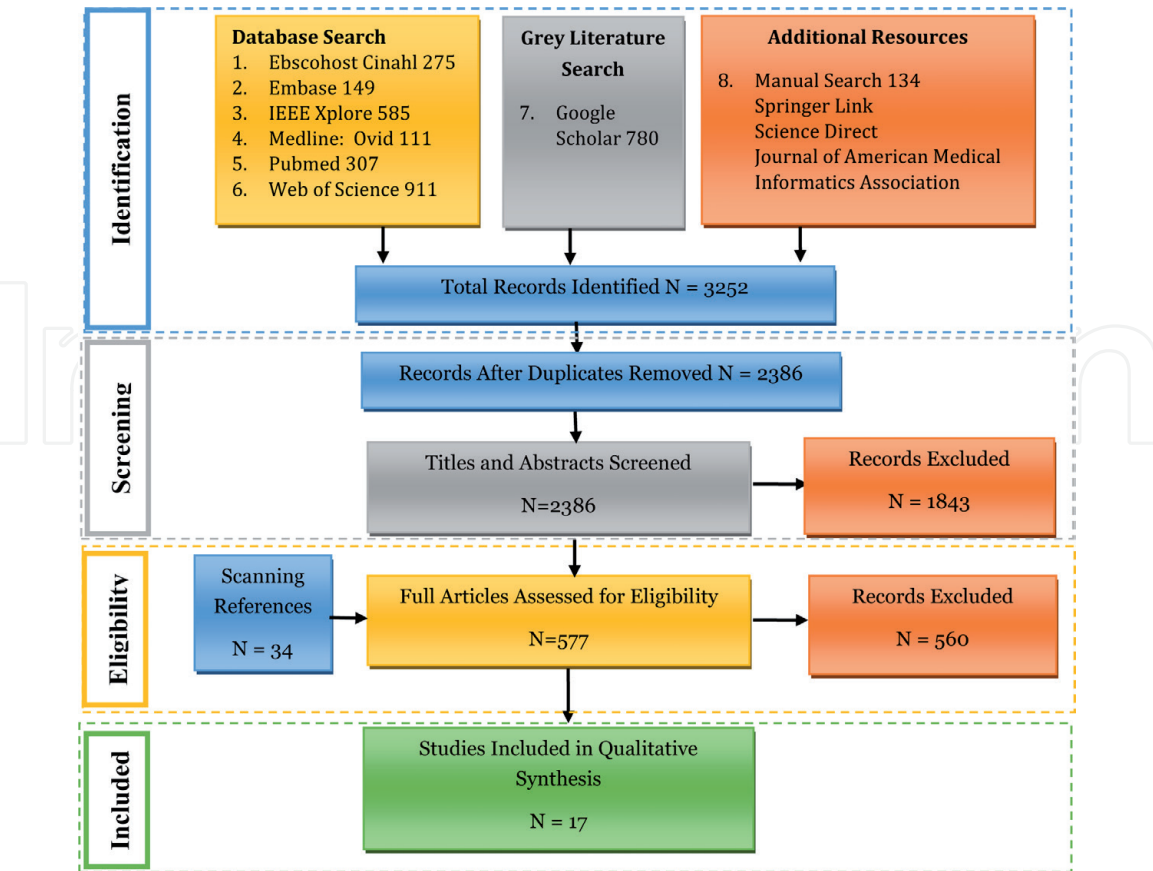 Identification
Database Search
1. Ebscohost Cinahl 275
2. Embase 149
3. IEEE Xplore 585
4. Medline: Ovid 111
5. Pubmed 307
6. Web of Science 911
Grey Literature
Search
7. Google
Scholar 780
Additional Resources
8. Manual Search 134
Springer Link
Science Direct
Journal of American Medical
Informatics Association
Total Records Identified N = 3252
Screening
Records After Duplicates Removed N = 2386
Titles and Abstracts Screened
N=2386
Records Excluded
N = 1843
Eligibility
Scanning
References
N = 34
Full Articles Assessed for Eligibility
N=577
Records Excluded
N = 560
Included
Studies Included in Qualitative
Synthesis
N = 17